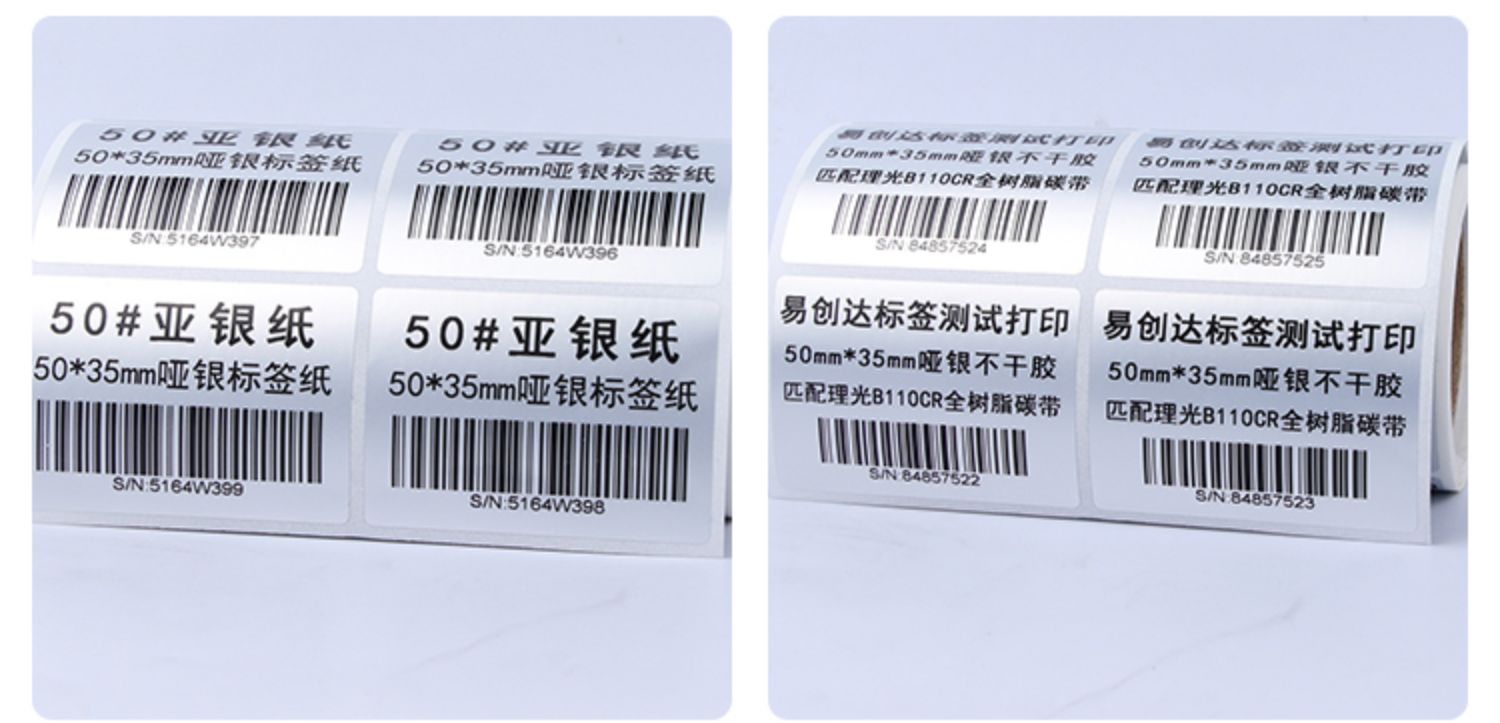 50#亚银纸
50*35mm哑银标签纸
S/N:5164W397
50#亚银纸
50*35mm哑银标签纸
S/N:5164W396
50#亚银纸
50*35mm哑银标签纸
S/N:5164W399
50#亚银纸
50*35mm哑银标签纸
S/N:5164W398
易创达标签测试打印
50mm*35mm哑银不干胶
匹配理光B110CR全树脂碳带
S/N:84857524
易创达标签测试打印
50mm*35mm哑银不干胶
匹配理光B110CR全树脂碳带
S/N:84857525
易创达标签测试打印
50mm*35mm哑银不干胶
匹配理光B110CR全树脂碳带
S/N:84857522
易创达标签测试打印
50mm*35mm哑银不干胶
匹配理光B110CR全树脂碳带
S/N:84857523